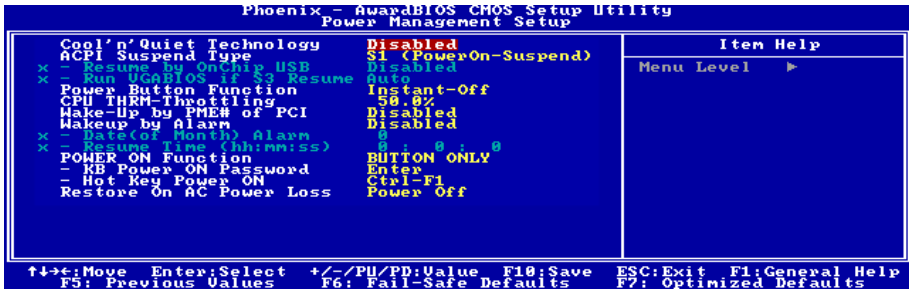 Phoenix - AwardBIOS CMOS Setup Utility
Power Management Setup
Cool'n'Quiet Technology Disabled
ACPI Suspend Type S1 (PowerOn-Suspend)
x - Resume by OnChip USB Disabled
x - Run VGABIOS if S3 Resume Auto
Power Button Function Instant-Off
CPU THRM-Throttling 50.0%
Wake-Up by PME# of PCI Disabled
Wakeup by Alarm Disabled
x - Date(of Month) Alarm 0
x - Resume Time (hh:mm:ss) 0 : 0 : 0
POWER ON Function BUTTON ONLY
- KB Power ON Password Enter
- Hot Key Power ON Ctrl-F1
Restore On AC Power Loss Power Off
Item Help
Menu Level ►
↑↓→←:Move Enter:Select +/-/PU/PD:Value F10:Save ESC:Exit F1:General Help
F5: Previous Values F6: Fail-Safe Defaults F7: Optimized Defaults